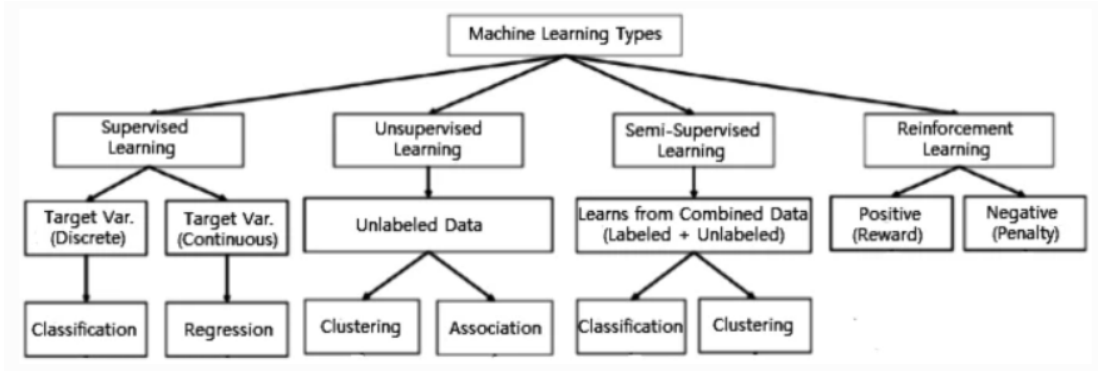 Machine Learning Types
Supervised
Learning
Unsupervised
Learning
Semi-Supervised
Learning
Reinforcement
Learning
Target Var.
(Discrete)
Target Var.
(Continuous)
Unlabeled Data
Learns from Combined Data
(Labeled + Unlabeled)
Positive
(Reward)
Negative
(Penalty)
Classification
Regression
Clustering
Association
Classification
Clustering